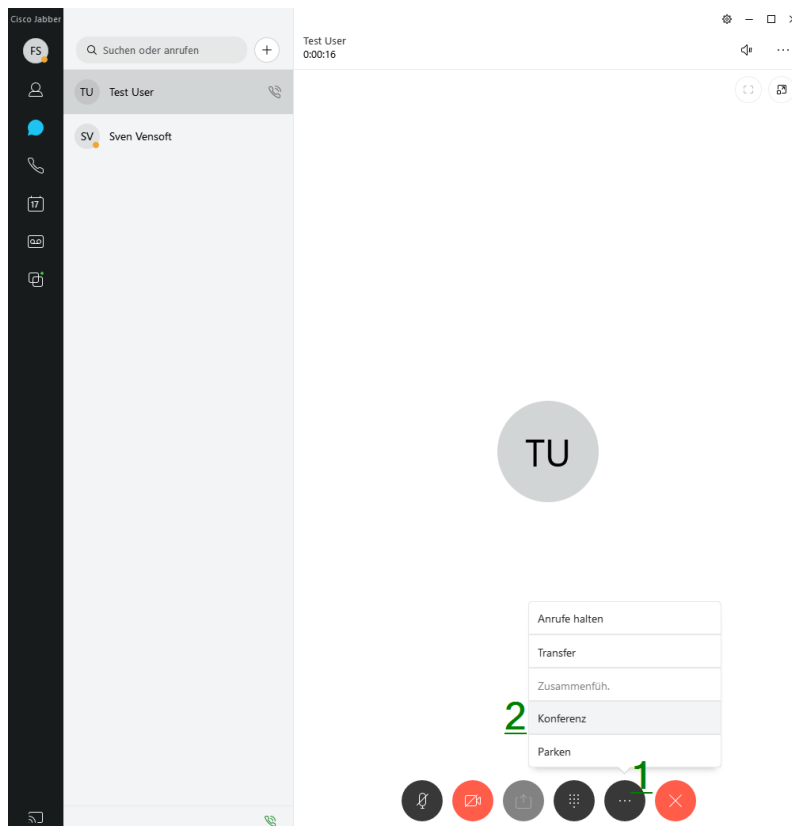 Cisco Jabber
FS
Suchen oder anrufen
Test User
0:00:16
TU
Test User
SV
Sven Vensoft
17
TU
Anrufe halten
Transfer
Zusammenfüh.
2
Konferenz
Parken
1